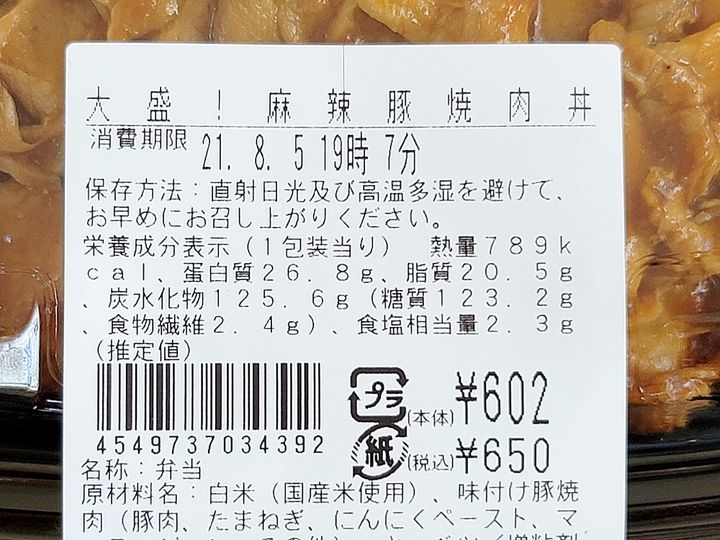 大盛！麻辣豚焼肉丼
消費期限 21. 8. 5 19時 7分
保存方法：直射日光及び高温多湿を避けて、
お早めにお召し上がりください。
栄養成分表示（１包装当り）　熱量７８９ｋ
ｃａｌ、蛋白質２６．８ｇ、脂質２０．５ｇ
、炭水化物１２５．６ｇ（糖質１２３．２ｇ
、食物繊維２．４ｇ）、食塩相当量２．３ｇ
（推定値）
プラ
(本体) ¥602
4549737034392
紙
(税込) ¥650
名称：弁当
原材料名：白米（国産米使用）、味付け豚焼
肉（豚肉、たまねぎ、にんにくペースト、マ